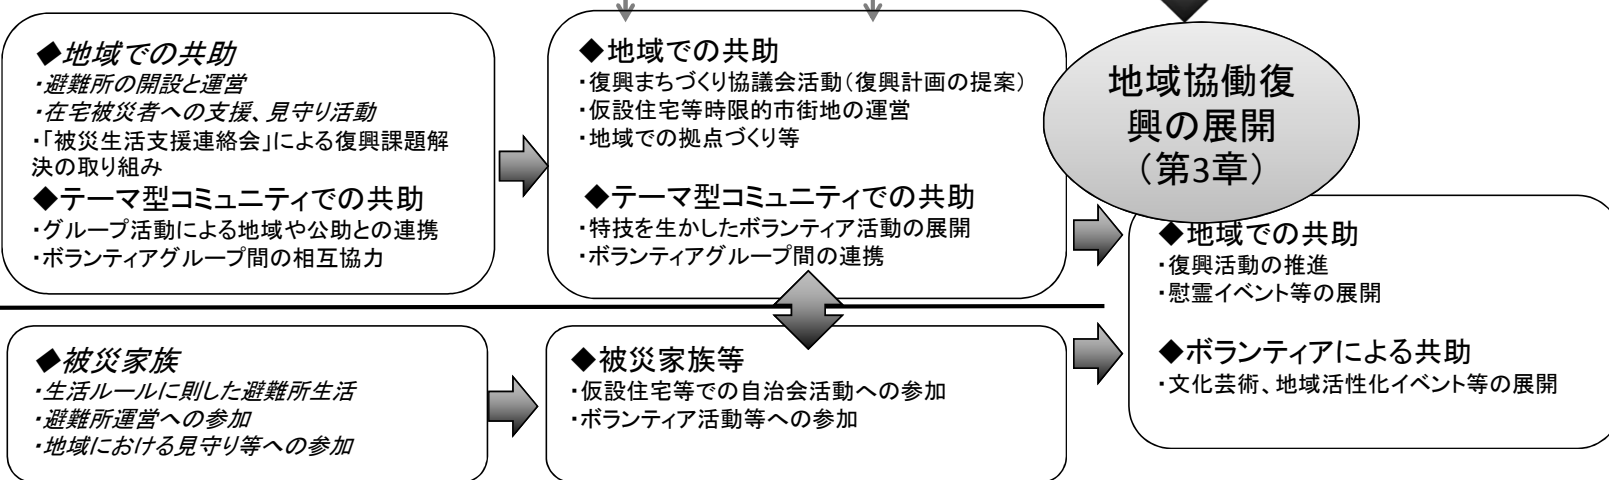 ◆地域での共助
・避難所の開設と運営
・在宅被災者への支援、見守り活動
・「被災生活支援連絡会」による復興課題解
決の取り組み
◆テーマ型コミュニティでの共助
・グループ活動による地域や公助との連携
・ボランティアグループ間の相互協力
◆地域での共助
・復興まちづくり協議会活動（復興計画の提案）
・仮設住宅等時限的市街地の運営
・地域での拠点づくり等
◆テーマ型コミュニティでの共助
・特技を生かしたボランティア活動の展開
・ボランティアグループ間の連携
地域協働復
興の展開
（第3章）
◆地域での共助
・復興活動の推進
・慰霊イベント等の展開
◆ボランティアによる共助
・文化芸術、地域活性化イベント等の展開
◆被災家族
・生活ルールに則した避難所生活
・避難所運営への参加
・地域における見守り等への参加
◆被災家族等
・仮設住宅等での自治会活動への参加
・ボランティア活動等への参加